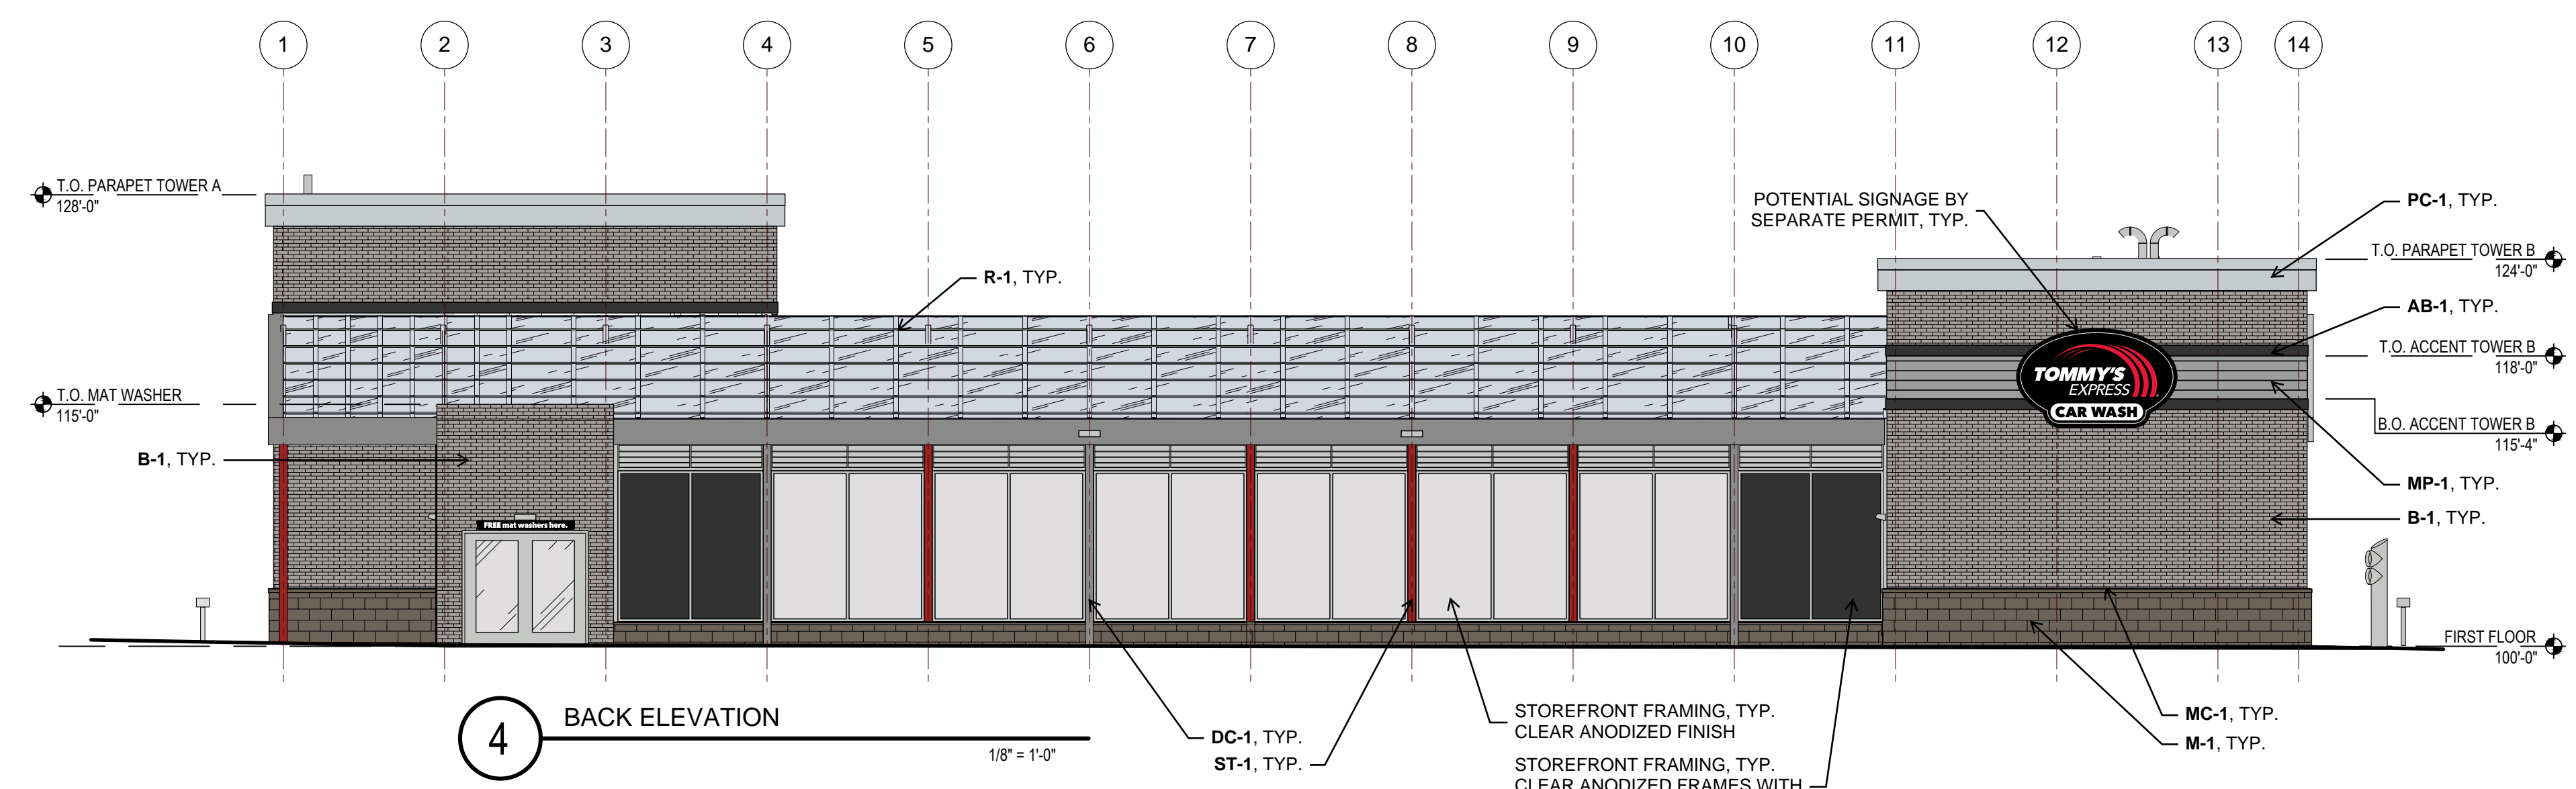 1 2 3 4 5 6 7 8 9 10 11 12 13 14
T.O. PARAPET TOWER A
128'-0"
POTENTIAL SIGNAGE BY
SEPARATE PERMIT, TYP.
PC-1, TYP.
T.O. PARAPET TOWER B
124'-0"
R-1, TYP.
AB-1, TYP.
T.O. ACCENT TOWER B
118'-0"
TOMMY'S
EXPRESS
CAR WASH
T.O. MAT WASHER
115'-0"
B.O. ACCENT TOWER B
115'-4"
B-1, TYP.
MP-1, TYP.
B-1, TYP.
FREE mat washers here.
FIRST FLOOR
100'-0"
4
BACK ELEVATION
1/8" = 1'-0"
DC-1, TYP.
ST-1, TYP.
STOREFRONT FRAMING, TYP.
CLEAR ANODIZED FINISH
STOREFRONT FRAMING, TYP.
CLEAR ANODIZED FRAMES WITH
MC-1, TYP.
M-1, TYP.